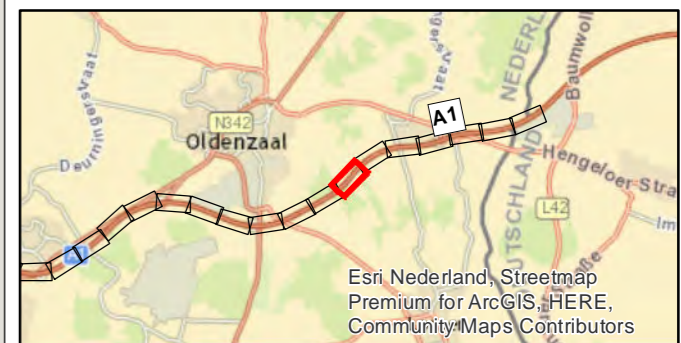 Deurningerstraat
N342
Oldenzaal
A1
NEDERL
DEUTSCHLAND
Baumwoll
Hengeloer Stra
L42
Esri Nederland, Streetmap
Premium for ArcGIS, HERE,
Community Maps Contributors